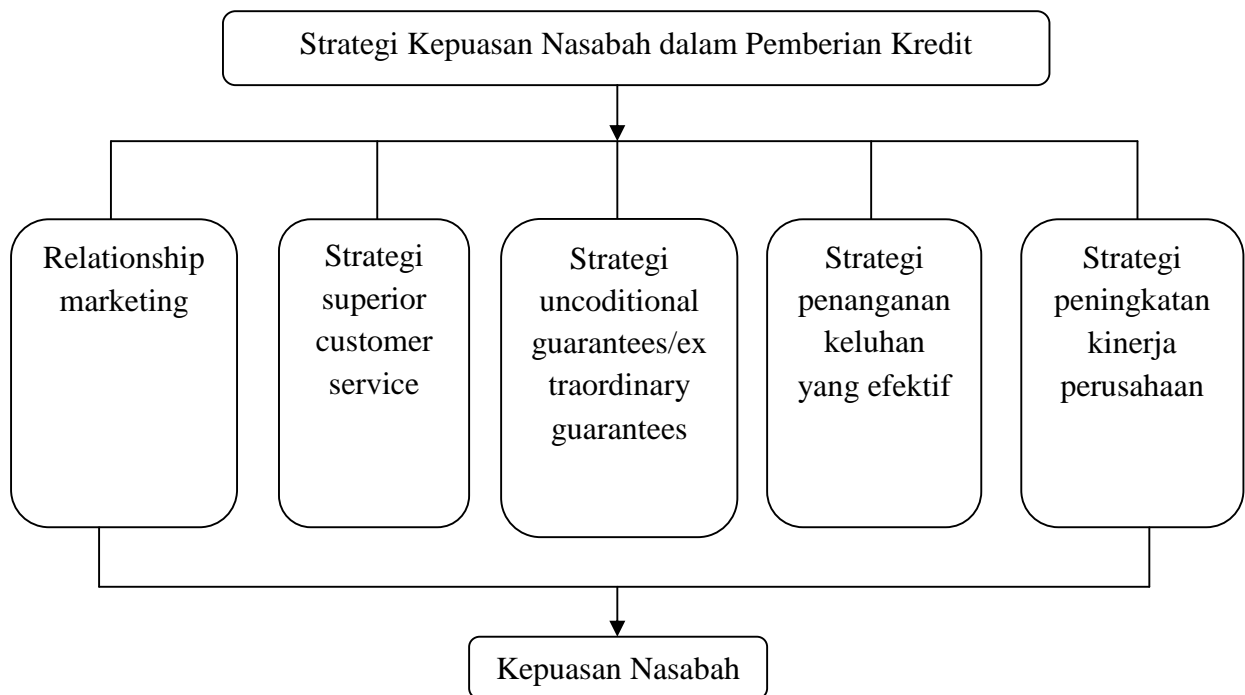 Strategi Kepuasan Nasabah dalam Pemberian Kredit
Relationship
marketing
Strategi
superior
customer
service
Strategi
uncoditional
guarantees/ex
traordinary
guarantees
Strategi
penanganan
keluhan
yang efektif
Strategi
peningkatan
kinerja
perusahaan
Kepuasan Nasabah